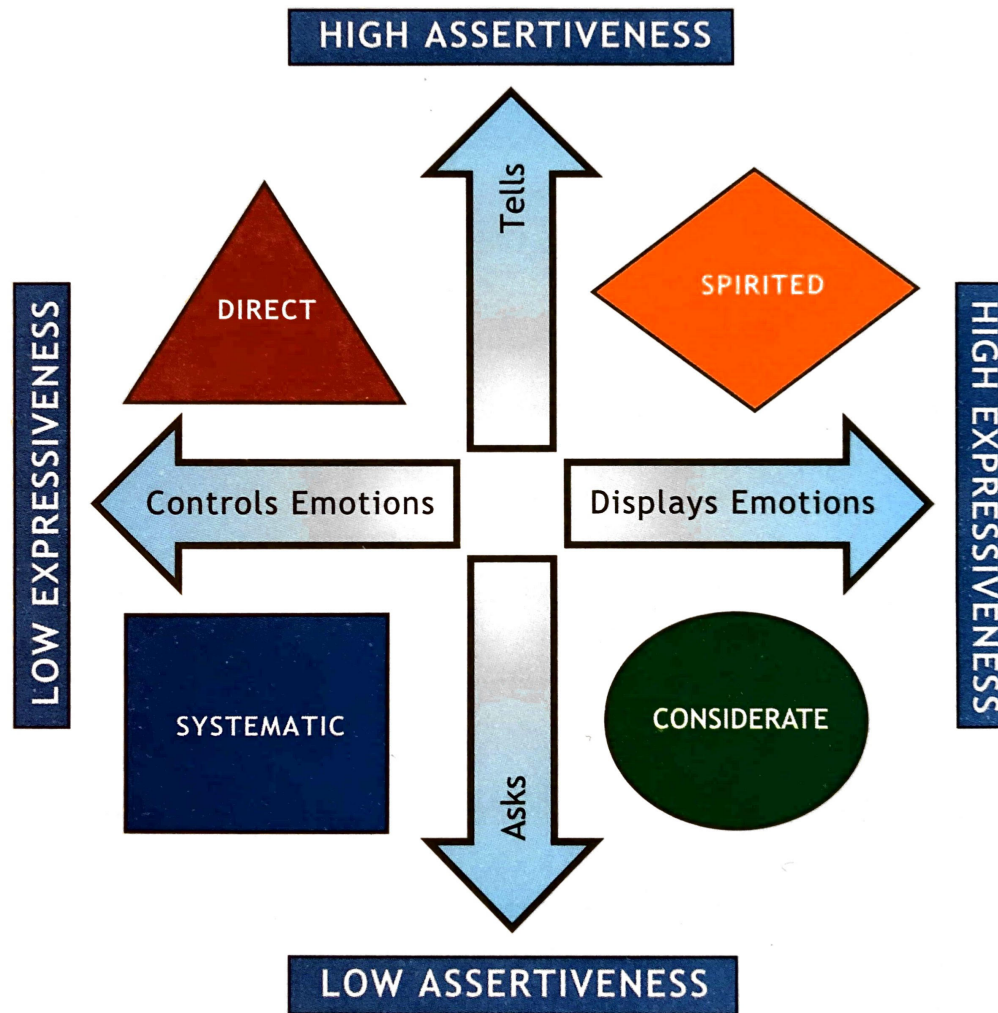 HIGH ASSERTIVENESS
Tells
DIRECT
SPIRITED
LOW EXPRESSIVENESS
HIGH EXPRESSIVENESS
Controls Emotions
Displays Emotions
SYSTEMATIC
CONSIDERATE
Asks
LOW ASSERTIVENESS